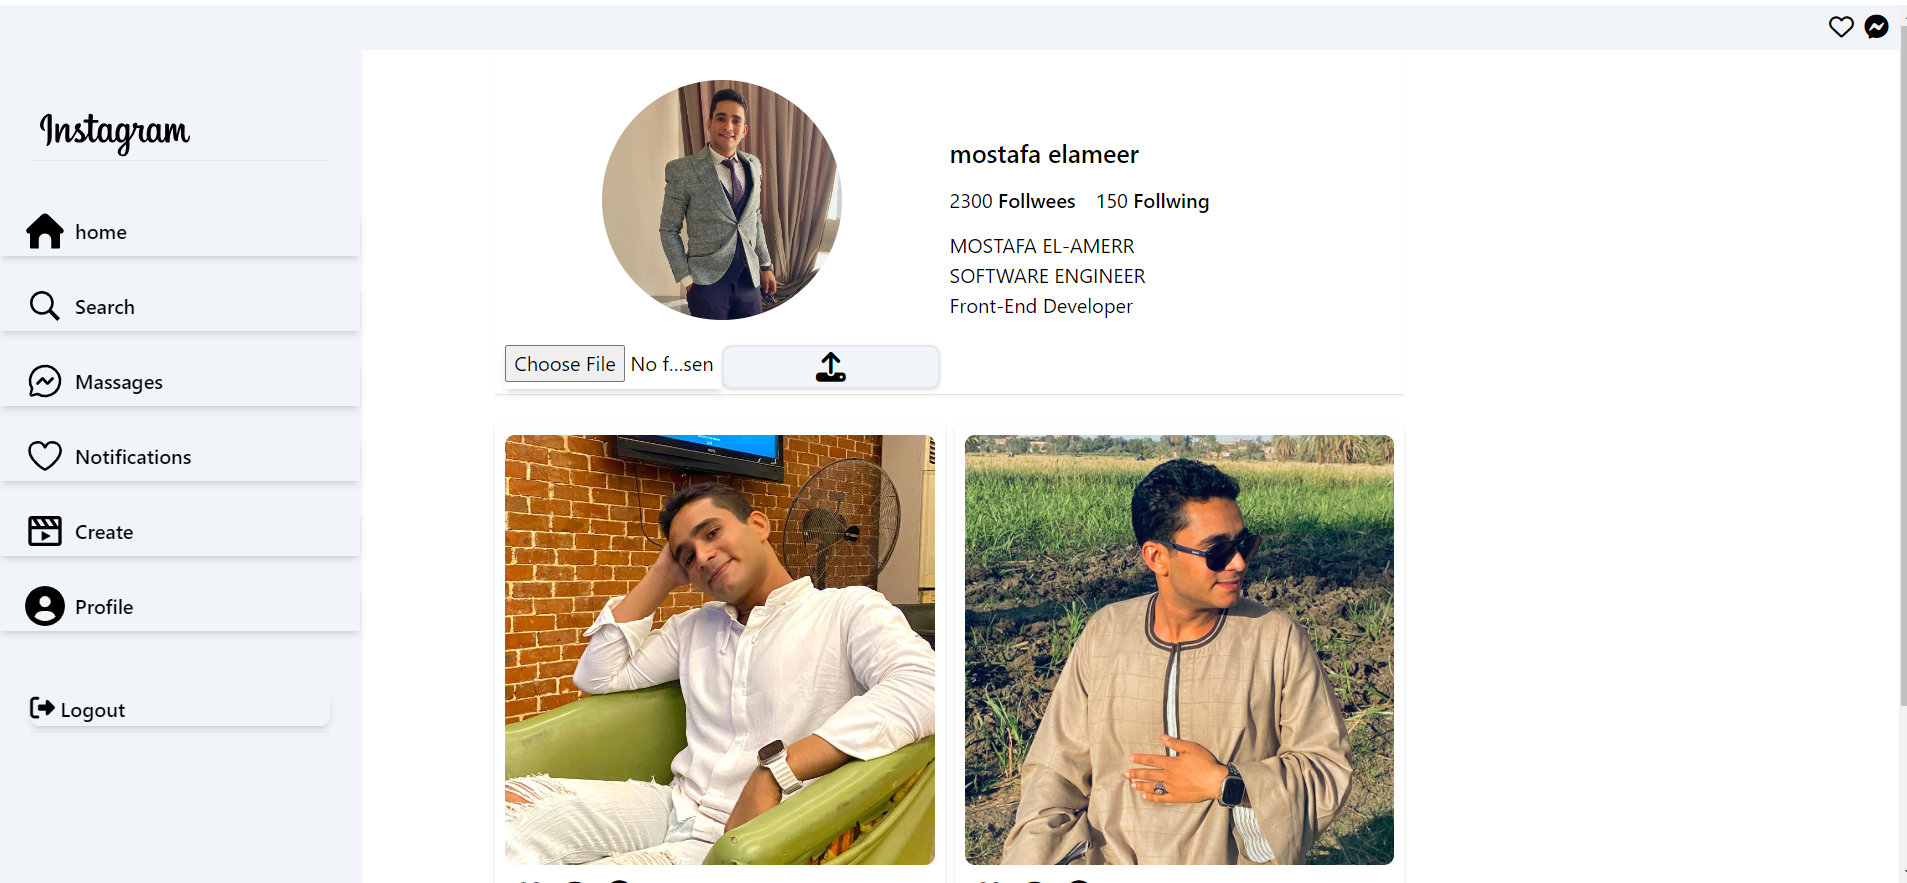 Instagram
home
Search
Massages
Notifications
Create
Profile
Logout
mostafa elameer
2300 Follwees 150 Follwing
MOSTAFA EL-AMERR
SOFTWARE ENGINEER
Front-End Developer
Choose File No f...sen